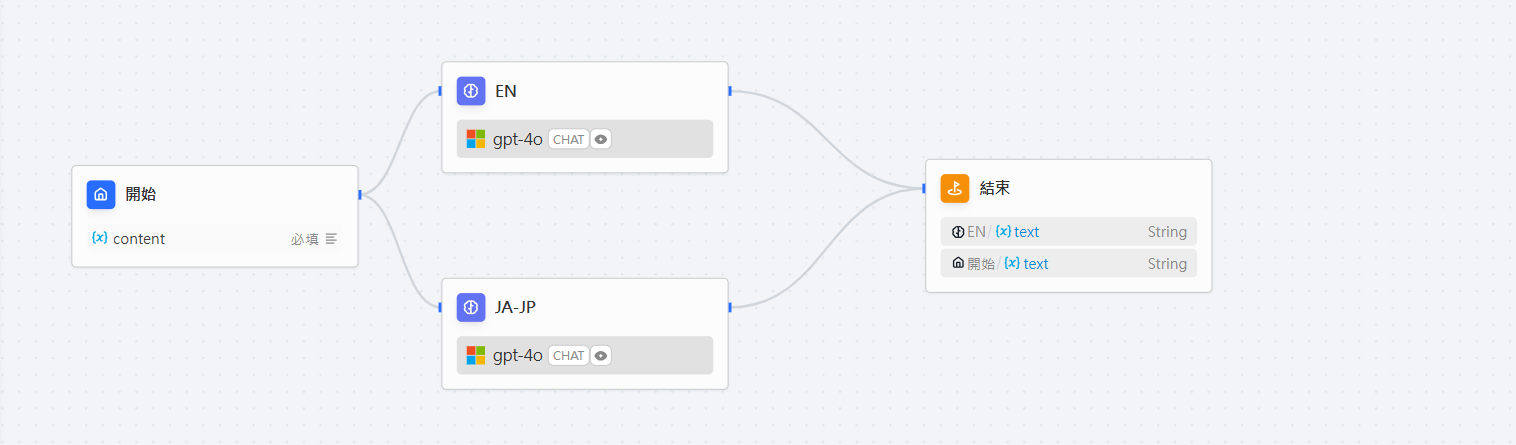 開始
{x} content 必填
EN
gpt-4o CHAT
JA-JP
gpt-4o CHAT
結束
EN/{x} text String
開始/{x} text String